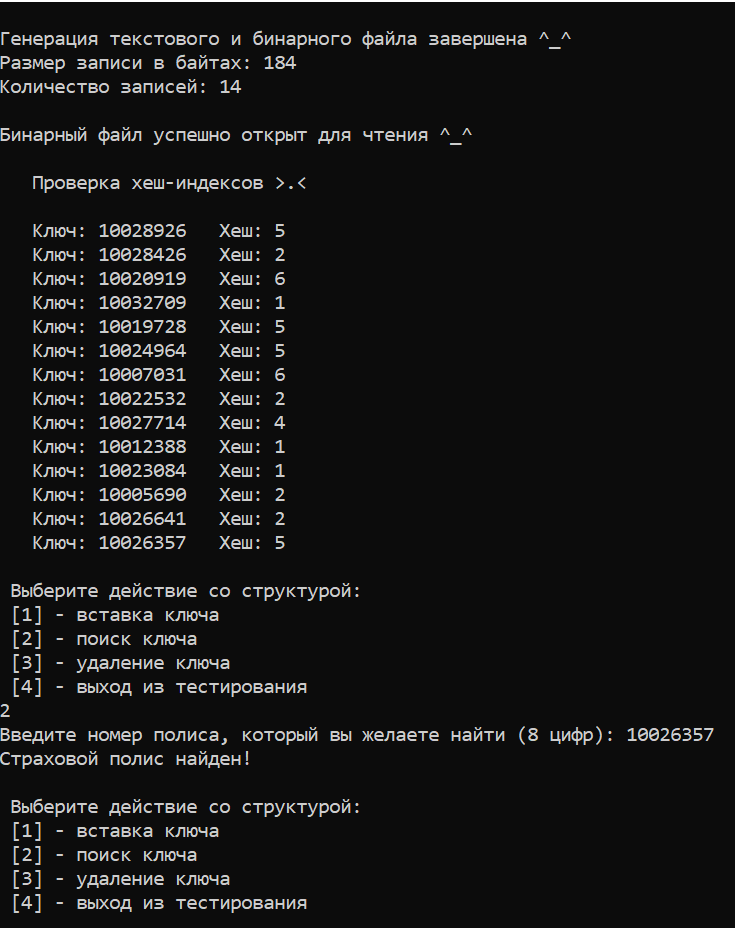 Генерация текстового и бинарного файла завершена ^_^
Размер записи в байтах: 184
Количество записей: 14
Бинарный файл успешно открыт для чтения ^_^
Проверка хеш-индексов >.<
Ключ: 10028926 Хеш: 5
Ключ: 10028426 Хеш: 2
Ключ: 10020919 Хеш: 6
Ключ: 10032709 Хеш: 1
Ключ: 10019728 Хеш: 5
Ключ: 10024964 Хеш: 5
Ключ: 10007031 Хеш: 6
Ключ: 10022532 Хеш: 2
Ключ: 10027714 Хеш: 4
Ключ: 10012388 Хеш: 1
Ключ: 10023084 Хеш: 1
Ключ: 10005690 Хеш: 2
Ключ: 10026641 Хеш: 2
Ключ: 10026357 Хеш: 5
Выберите действие со структурой:
[1] - вставка ключа
[2] - поиск ключа
[3] - удаление ключа
[4] - выход из тестирования
2
Введите номер полиса, который вы желаете найти (8 цифр): 10026357
Страховой полис найден!
Выберите действие со структурой:
[1] - вставка ключа
[2] - поиск ключа
[3] - удаление ключа
[4] - выход из тестирования